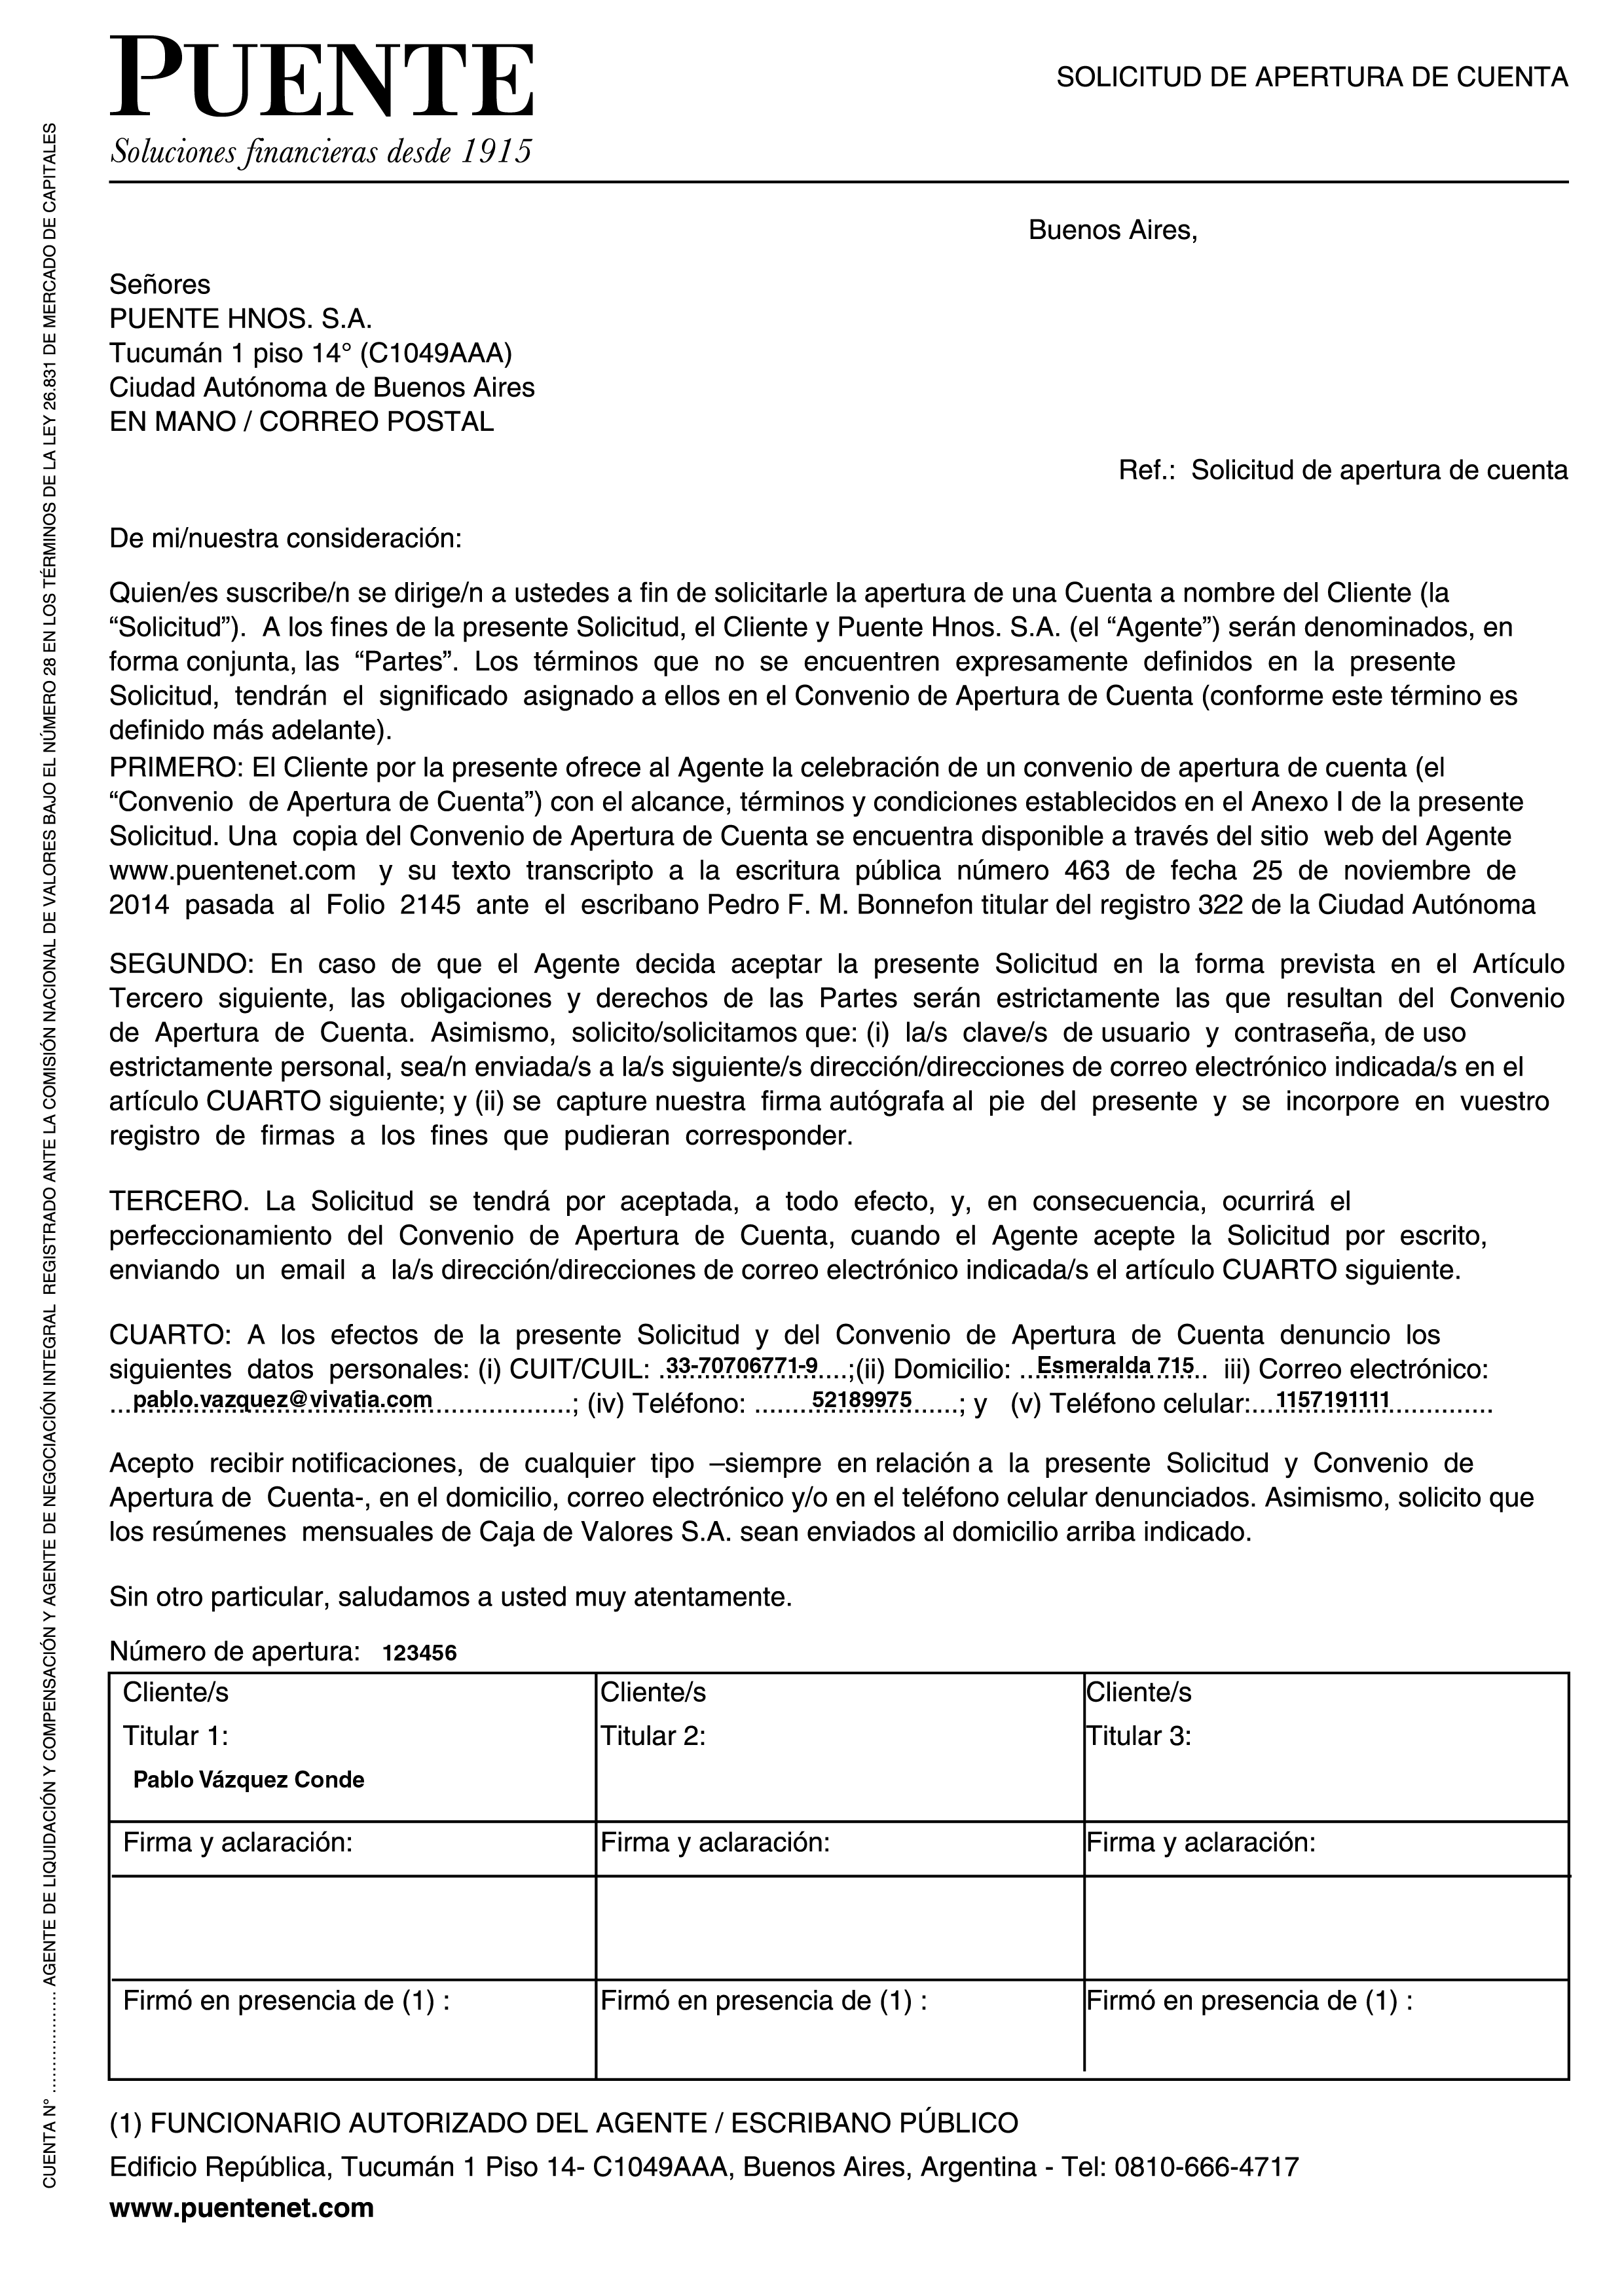 PUENTE
Soluciones financieras desde 1915
SOLICITUD DE APERTURA DE CUENTA
Buenos Aires,
Señores
PUENTE HNOS. S.A.
Tucumán 1 piso 14° (C1049AAA)
Ciudad Autónoma de Buenos Aires
EN MANO / CORREO POSTAL
Ref.: Solicitud de apertura de cuenta
De mi/nuestra consideración:
Quien/es suscribe/n se dirige/n a ustedes a fin de solicitarle la apertura de una Cuenta a nombre del Cliente (la
“Solicitud”). A los fines de la presente Solicitud, el Cliente y Puente Hnos. S.A. (el “Agente”) serán denominados, en
forma conjunta, las “Partes”. Los términos que no se encuentren expresamente definidos en la presente
Solicitud, tendrán el significado asignado a ellos en el Convenio de Apertura de Cuenta (conforme este término es
definido más adelante).
PRIMERO: El Cliente por la presente ofrece al Agente la celebración de un convenio de apertura de cuenta (el
“Convenio de Apertura de Cuenta”) con el alcance, términos y condiciones establecidos en el Anexo I de la presente
Solicitud. Una copia del Convenio de Apertura de Cuenta se encuentra disponible a través del sitio web del Agente
www.puentenet.com y su texto transcripto a la escritura pública número 463 de fecha 25 de noviembre de
2014 pasada al Folio 2145 ante el escribano Pedro F. M. Bonnefon titular del registro 322 de la Ciudad Autónoma
SEGUNDO: En caso de que el Agente decida aceptar la presente Solicitud en la forma prevista en el Artículo
Tercero siguiente, las obligaciones y derechos de las Partes serán estrictamente las que resultan del Convenio
de Apertura de Cuenta. Asimismo, solicito/solicitamos que: (i) la/s clave/s de usuario y contraseña, de uso
estrictamente personal, sea/n enviada/s a la/s siguiente/s dirección/direcciones de correo electrónico indicada/s en el
artículo CUARTO siguiente; y (ii) se capture nuestra firma autógrafa al pie del presente y se incorpore en vuestro
registro de firmas a los fines que pudieran corresponder.
TERCERO. La Solicitud se tendrá por aceptada, a todo efecto, y, en consecuencia, ocurrirá el
perfeccionamiento del Convenio de Apertura de Cuenta, cuando el Agente acepte la Solicitud por escrito,
enviando un email a la/s dirección/direcciones de correo electrónico indicada/s el artículo CUARTO siguiente.
CUARTO: A los efectos de la presente Solicitud y del Convenio de Apertura de Cuenta denuncio los
siguientes datos personales: (i) CUIT/CUIL: 33-70706771-9 ;(ii) Domicilio: Esmeralda 715 iii) Correo electrónico:
pablo.vazquez@vivatia.com ; (iv) Teléfono: 52189975 ; y (v) Teléfono celular: 1157191111
Acepto recibir notificaciones, de cualquier tipo –siempre en relación a la presente Solicitud y Convenio de
Apertura de Cuenta-, en el domicilio, correo electrónico y/o en el teléfono celular denunciados. Asimismo, solicito que
los resúmenes mensuales de Caja de Valores S.A. sean enviados al domicilio arriba indicado.
Sin otro particular, saludamos a usted muy atentamente.
Número de apertura: 123456
Cliente/s Cliente/s Cliente/s
Titular 1: Titular 2: Titular 3:
Pablo Vázquez Conde
Firma y aclaración: Firma y aclaración: Firma y aclaración:
Firmó en presencia de (1) : Firmó en presencia de (1) : Firmó en presencia de (1) :
(1) FUNCIONARIO AUTORIZADO DEL AGENTE / ESCRIBANO PÚBLICO
Edificio República, Tucumán 1 Piso 14- C1049AAA, Buenos Aires, Argentina - Tel: 0810-666-4717
www.puentenet.com
CUENTA N° .................. AGENTE DE LIQUIDACIÓN Y COMPENSACIÓN Y AGENTE DE NEGOCIACIÓN INTEGRAL REGISTRADO ANTE LA COMISIÓN NACIONAL DE VALORES BAJO EL NÚMERO 28 EN LOS TÉRMINOS DE LA LEY 26.831 DE MERCADO DE CAPITALES